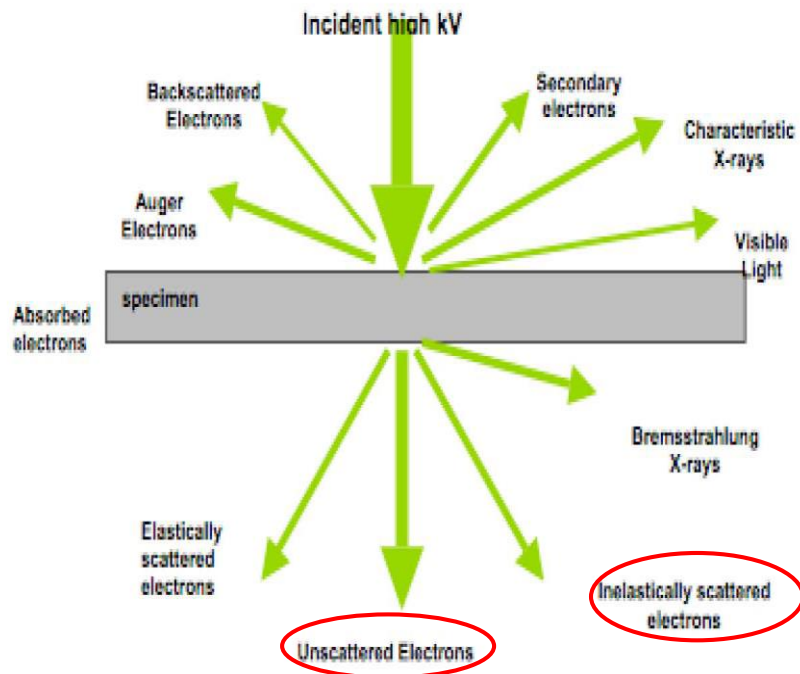 Incident high kV
Backscattered
Electrons
Secondary
electrons
Characteristic
X-rays
Auger
Electrons
Visible
Light
specimen
Absorbed
electrons
Bremsstrahlung
X-rays
Elastically
scattered
electrons
Inelastically scattered
electrons
Unscattered Electrons